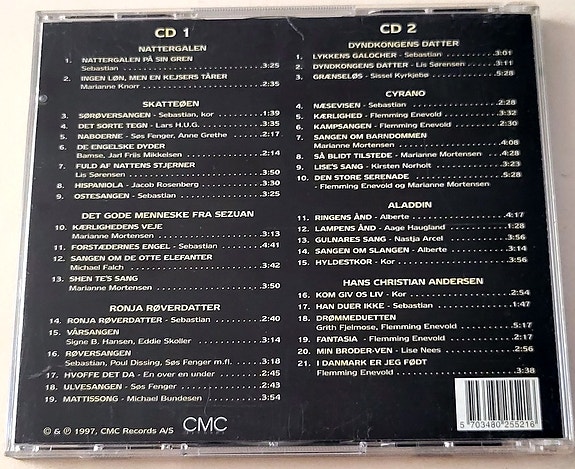 CD 1
NATTERGALEN
1. NATTERGALEN PÅ SIN GREN
Sebastian 3:25
2. INGEN LØN, MEN EN KEJSERS TÅRER
Marianne Knorr 2:35
SKATTEØEN
3. SØRØVERSANGEN - Sebastian, kor 1:39
4. DET SORTE TEGN - Lars H.U.G. 3:35
5. NABOERNE - Søs Fenger, Anne Grethe 2:17
6. DE ENGELSKE DYDER
Bamse, Jarl Friis Mikkelsen 2:14
7. FULD AF NATTENS STJERNER
Lis Sørensen 3:50
8. HISPANIOLA - Jacob Rosenberg 3:30
9. OSTESANGEN - Sebastian 3:25
DET GODE MENNESKE FRA SEZUAN
10. KÆRLIGHEDENS VEJE
Marianne Mortensen 3:13
11. FORSTÆDERNES ENGEL - Sebastian 4:41
12. SANGEN OM DE OTTE ELEFANTER
Michael Falch 3:42
13. SHEN TE'S SANG
Marianne Mortensen 3:50
RONJA RØVERDATTER
14. RONJA RØVERDATTER - Sebastian 2:40
15. VÅRSANGEN
Signe B. Hansen, Eddie Skoller 3:14
16. RØVERSANGEN
Sebastian, Poul Dissing, Søs Fenger m.fl. 3:18
17. HVOFFE DET DA - En over en under 2:45
18. ULVESANGEN - Søs Fenger 2:43
19. MATTISSONG - Michael Bundesen 3:54
© & ℗ 1997, CMC Records A/S CMC
CD 2
DYNDKONGENS DATTER
1. LYKKENS GALOCHER - Sebastian 3:01
2. DYNDKONGENS DATTER - Lis Sørensen 3:11
3. GRÆNSELØS - Sissel Kyrkjebø 5:28
CYRANO
4. NÆSEVISEN - Sebastian 2:28
5. KÆRLIGHED - Flemming Enevold 3:32
6. KAMPSANGEN - Flemming Enevold 2:30
7. SANGEN OM BARNDOMMEN
Marianne Mortensen 4:08
8. SÅ BLIDT TILSTEDE - Marianne Mortensen 4:28
9. LISE'S SANG - Kirsten Norholt 3:23
10. DEN STORE SERENADE 5:28
- Flemming Enevold og Marianne Mortensen
ALADDIN
11. RINGENS ÅND - Alberte 4:17
12. LAMPENS ÅND - Aage Haugland 1:28
13. GULNARES SANG - Nastja Arcel 3:56
14. SANGEN OM SLANGEN - Alberte 3:14
15. HYLDESTKOR - Kor 3:56
HANS CHRISTIAN ANDERSEN
16. KOM GIV OS LIV - Kor 2:54
17. HAN DUER IKKE - Sebastian 1:47
18. DRØMMEDUETTEN
Grith Fjelmose, Flemming Enevold 5:17
19. FANTASIA - Flemming Enevold 2:17
20. MIN BRODER-VEN - Lise Nees 2:56
21. I DANMARK ER JEG FØDT
Flemming Enevold 3:38
5 703480 255216